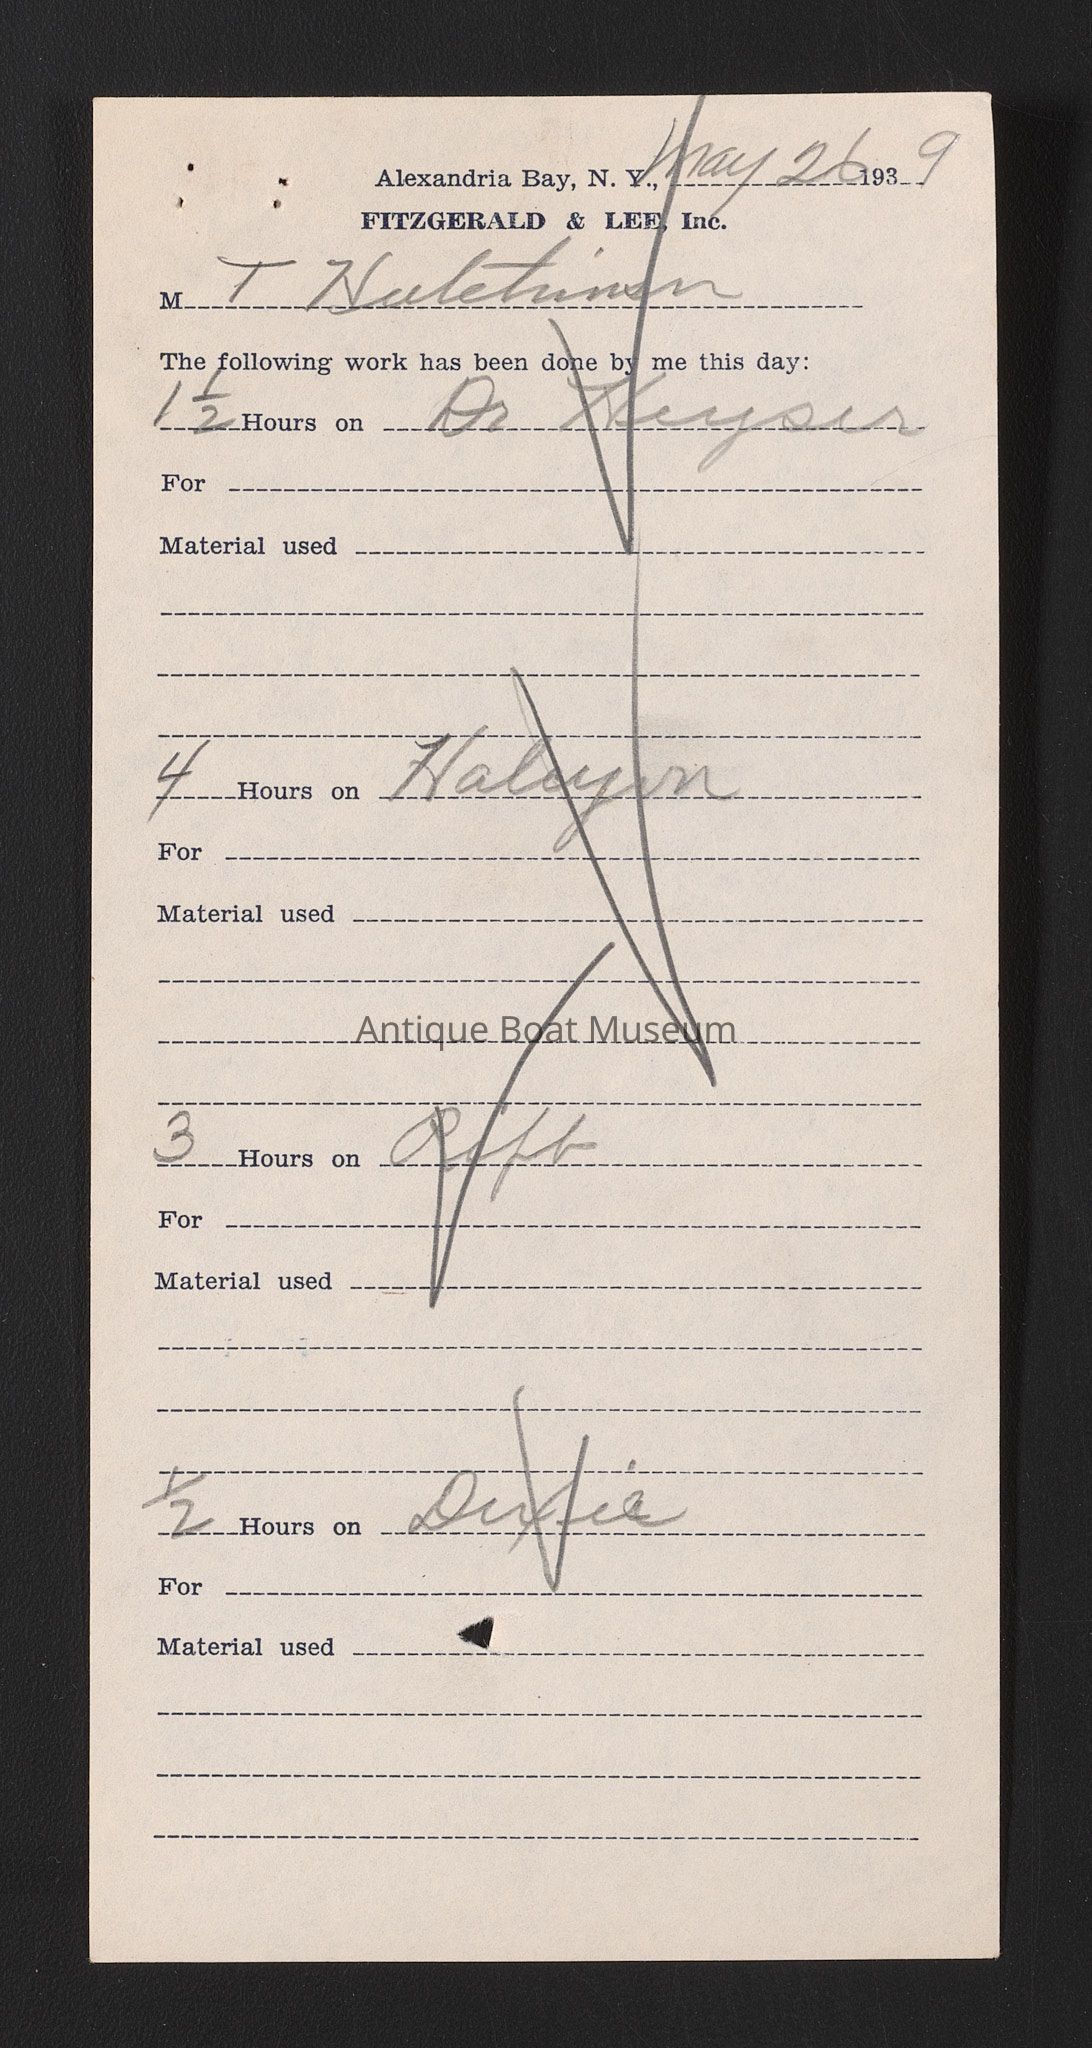 Alexandria Bay, N. Y., May 26 1939
FITZGERALD & LEE, Inc.
M T Hutchinson
The following work has been done by me this day:
1 1/2 Hours on Dr Keyser
For
Material used
4 Hours on Halcyon
For
Material used
Antique Boat Museum
3 Hours on Rift
For
Material used
1/2 Hours on Dixie
For
Material used